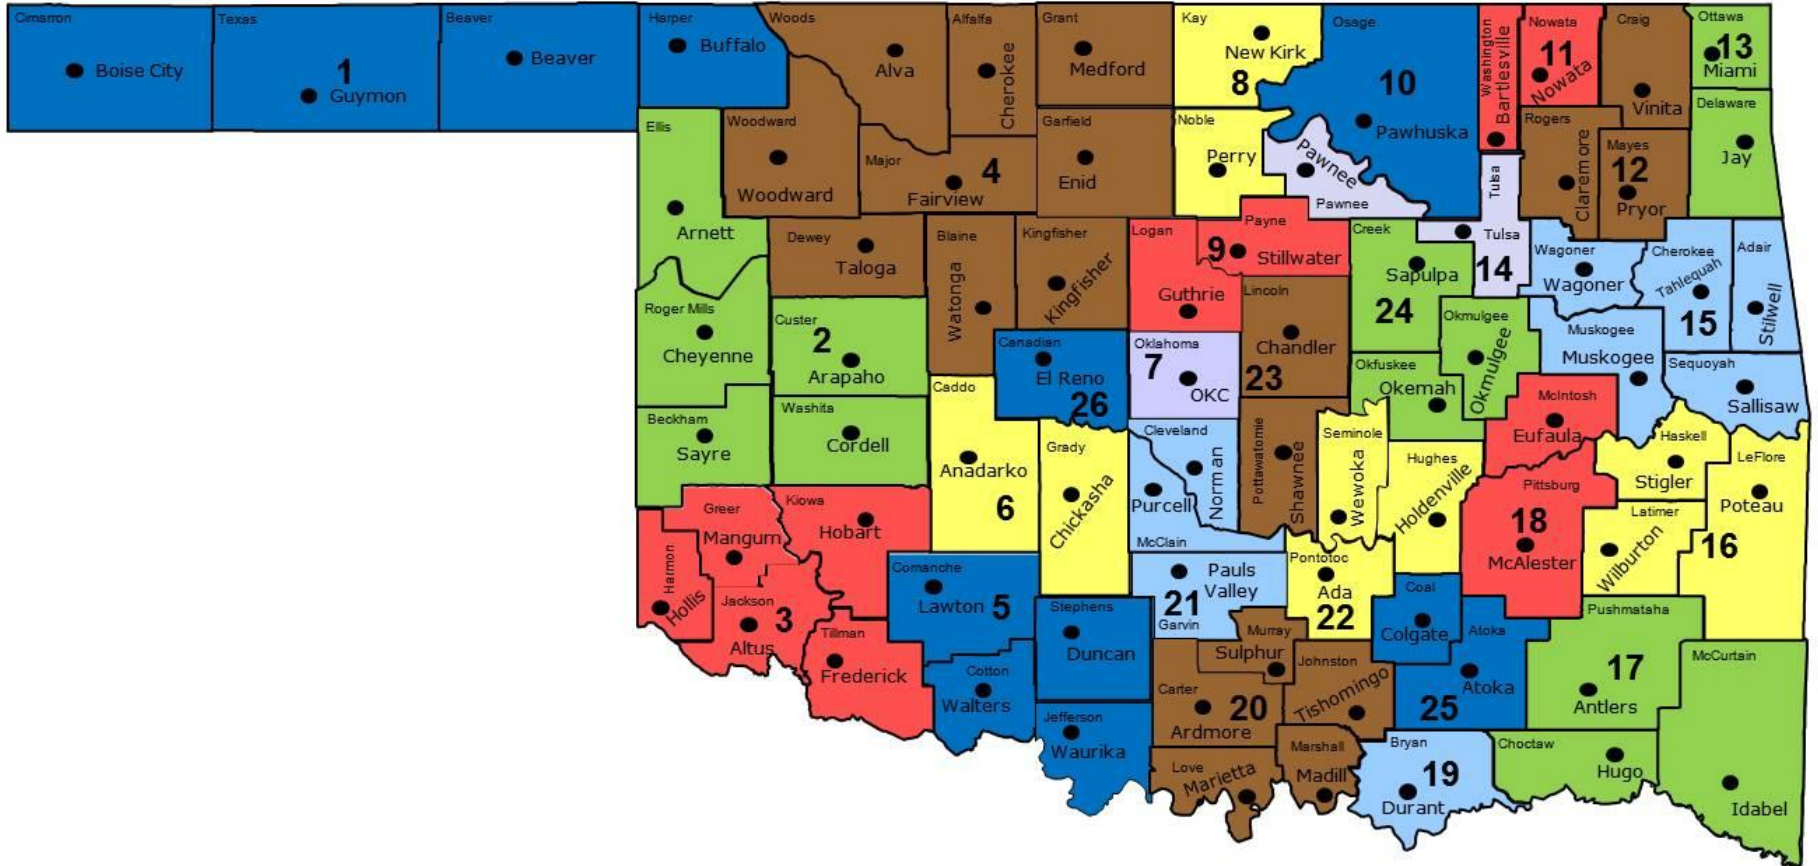 Cimarron
Boise City
Texas
1
Guymon
Beaver
Beaver
Harper
Buffalo
Woods
Alva
Alfalfa
Cherokee
Grant
Medford
Kay
New Kirk
8
Osage
10
Pawhuska
Washington
Bartlesville
Nowata
11
Nowata
Craig
Vinita
Ottawa
13
Miami
Delaware
Jay
Ellis
Arnett
Woodward
Woodward
Major
4
Fairview
Garfield
Enid
Noble
Perry
Pawnee
Pawnee
Tulsa
Tulsa
14
Rogers
Claremore
Mayes
12
Pryor
Dewey
Taloga
Blaine
Watonga
Kingfisher
Kingfisher
Logan
Guthrie
9
Payne
Stillwater
Creek
Sapulpa
24
Wagoner
Wagoner
Cherokee
Tahlequah
15
Adair
Stilwell
Roger Mills
Cheyenne
Custer
2
Arapaho
Canadian
El Reno
26
Oklahoma
7
OKC
Lincoln
Chandler
23
Okfuskee
Okemah
Okmulgee
Okmulgee
Muskogee
Muskogee
Sequoyah
Sallisaw
Beckham
Sayre
Washita
Cordell
Caddo
Anadarko
6
Grady
Chickasha
Cleveland
Norman
Purcell
McClain
Pottawatomie
Shawnee
Seminole
Wewoka
Hughes
Holdenville
McIntosh
Eufaula
Haskell
Stigler
LeFlore
Poteau
16
Greer
Mangum
Kiowa
Hobart
Harmon
Hollis
Jackson
3
Altus
Tillman
Frederick
Comanche
Lawton
5
Cotton
Walters
Stephens
Duncan
Jefferson
Waurika
Pauls
Valley
21
Garvin
Pontotoc
Ada
22
Pittsburg
18
McAlester
Latimer
Wilburton
Coal
Colgate
Atoka
Atoka
25
Pushmataha
17
Antlers
McCurtain
Idabel
Murray
Sulphur
Carter
20
Ardmore
Johnston
Tishomingo
Love
Marietta
Marshall
Madill
Bryan
19
Durant
Choctaw
Hugo